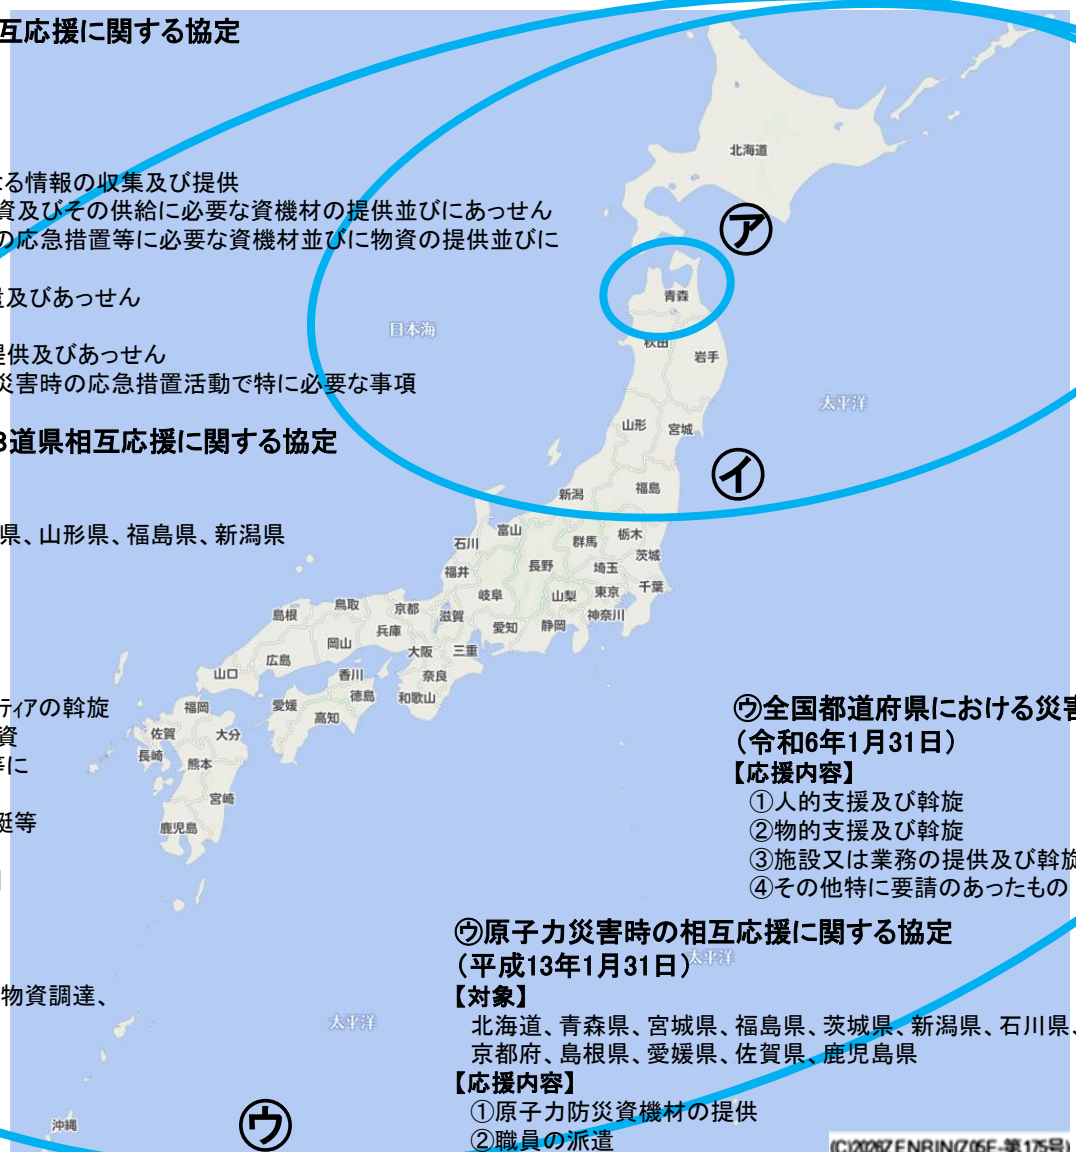 互応援に関する協定
なる情報の収集及び提供
資及びその供給に必要な資機材の提供並びにあっせん
の応急措置等に必要な資機材並びに物資の提供並びに
置及びあっせん
提供及びあっせん
災害時の応急措置活動で特に必要な事項
8道県相互応援に関する協定
県、山形県、福島県、新潟県
ティアの斡旋
資
等に
艇等
物資調達、
㋐
㋑
㋒
北海道
青森
秋田
岩手
山形
宮城
福島
新潟
日本海
太平洋
富山
石川
福井
群馬
栃木
茨城
長野
埼玉
岐阜
山梨
東京
千葉
神奈川
愛知
静岡
滋賀
京都
兵庫
鳥取
島根
岡山
広島
大阪
三重
奈良
和歌山
山口
香川
徳島
愛媛
高知
福岡
佐賀
大分
長崎
熊本
宮崎
鹿児島
沖縄
太平洋
太平洋
㋒全国都道府県における災害
(令和6年1月31日)
【応援内容】
①人的支援及び斡旋
②物的支援及び斡旋
③施設又は業務の提供及び斡旋
④その他特に要請のあったもの
㋒原子力災害時の相互応援に関する協定
(平成13年1月31日)
【対象】
北海道、青森県、宮城県、福島県、茨城県、新潟県、石川県、
京都府、島根県、愛媛県、佐賀県、鹿児島県
【応援内容】
①原子力防災資機材の提供
②職員の派遣
(C)2026ZENRIN(Z05E-第175号)